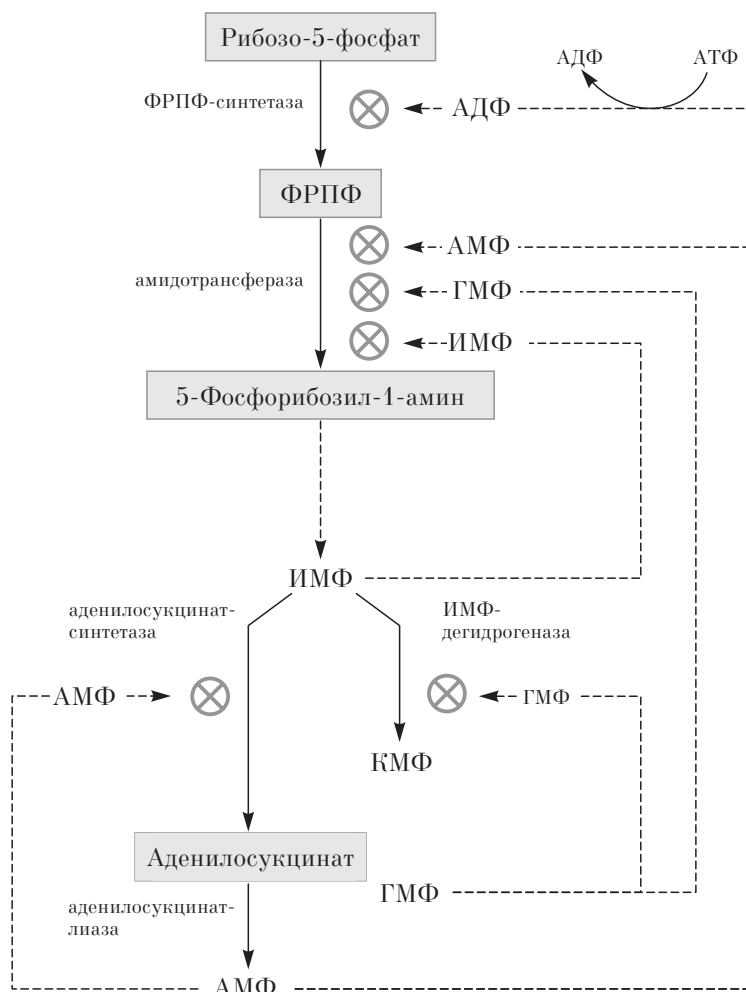 Рибозо-5-фосфат
АДФ
АТФ
ФРПФ-синтетаза
АДФ
ФРПФ
АМФ
амидотрансфераза
ГМФ
ИМФ
5-Фосфорибозил-1-амин
ИМФ
аденилосукцинат-
синтетаза
ИМФ-
дегидрогеназа
АМФ
ГМФ
КМФ
Аденилосукцинат
ГМФ
аденилосукцинат-
лиаза
АМФ